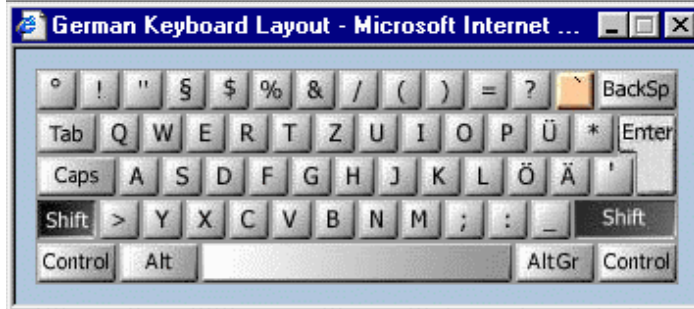 German Keyboard Layout - Microsoft Internet ...
° ! " § $ % & / ( ) = ? ` BackSp
Tab Q W E R T Z U I O P Ü * Enter
Caps A S D F G H J K L Ö Ä '
Shift > Y X C V B N M ; : _ Shift
Control Alt AltGr Control